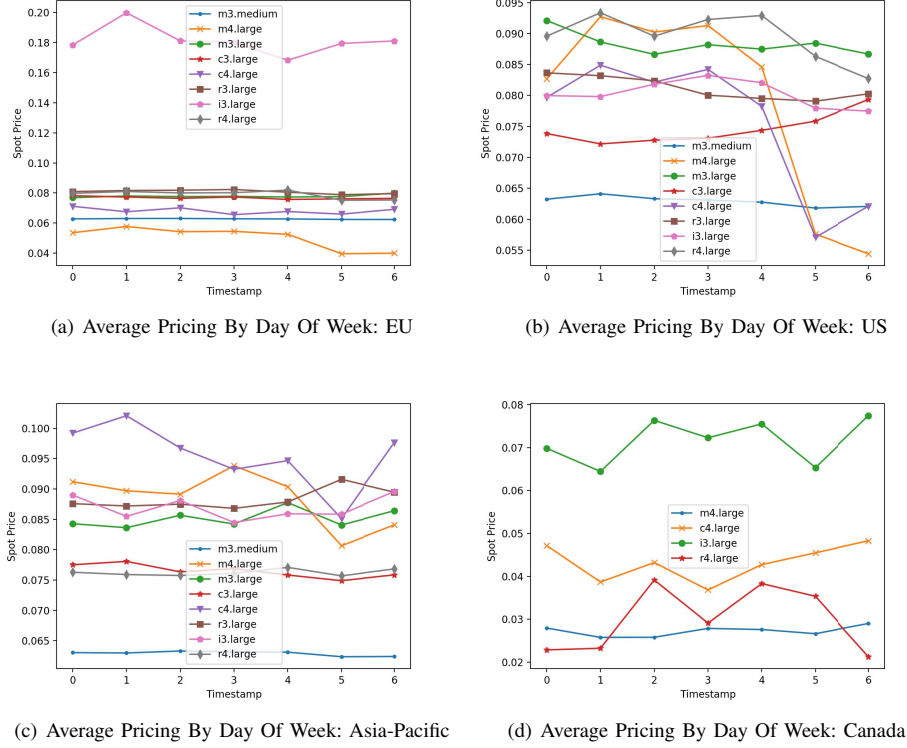 0.20
0.18
0.16
0.14
0.12
0.10
0.08
0.06
0.04
Spot Price
0 1 2 3 4 5 6
Timestamp
m3.medium
m4.large
m3.large
c3.large
c4.large
r3.large
i3.large
r4.large
(a) Average Pricing By Day Of Week: EU
0.095
0.090
0.085
0.080
0.075
0.070
0.065
0.060
0.055
Spot Price
0 1 2 3 4 5 6
Timestamp
m3.medium
m4.large
m3.large
c3.large
c4.large
r3.large
i3.large
r4.large
(b) Average Pricing By Day Of Week: US
0.100
0.095
0.090
0.085
0.080
0.075
0.070
0.065
Spot Price
0 1 2 3 4 5 6
Timestamp
m3.medium
m4.large
m3.large
c3.large
c4.large
r3.large
i3.large
r4.large
(c) Average Pricing By Day Of Week: Asia-Pacific
0.08
0.07
0.06
0.05
0.04
0.03
0.02
Spot Price
0 1 2 3 4 5 6
Timestamp
m4.large
c4.large
i3.large
r4.large
(d) Average Pricing By Day Of Week: Canada